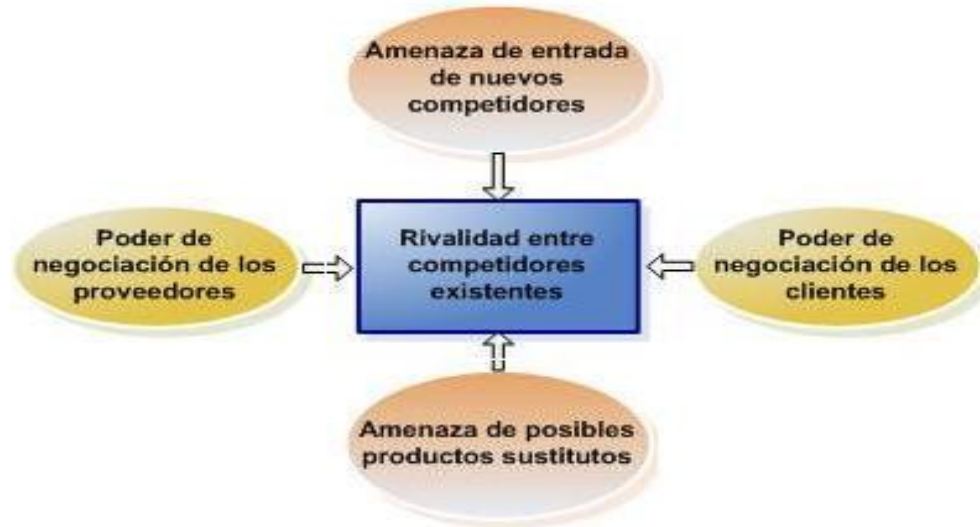 Amenaza de entrada
de nuevos
competidores
Poder de
negociación de los
proveedores
Rivalidad entre
competidores
existentes
Poder de
negociación de los
clientes
Amenaza de posibles
productos sustitutos